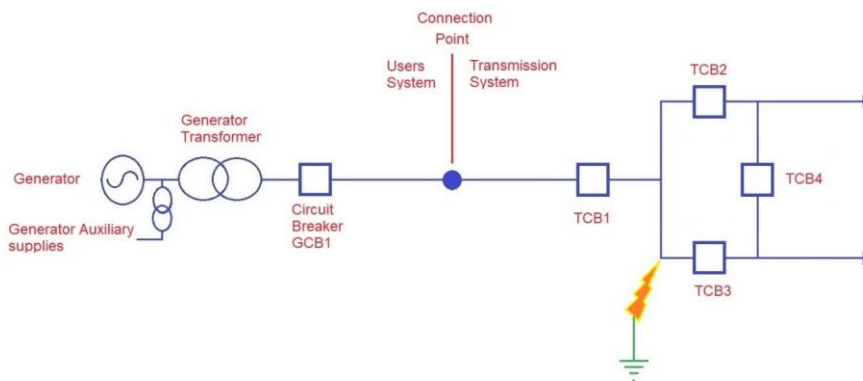 Connection
Point
Users
System
Transmission
System
TCB2
Generator
Transformer
Generator
TCB4
Generator Auxiliary
supplies
Circuit
Breaker
GCB1
TCB1
TCB3